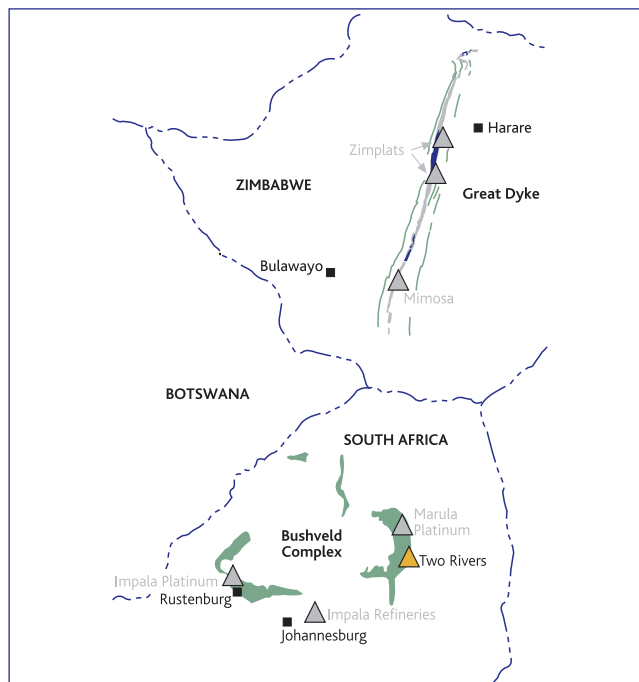 Harare
Zimplats
ZIMBABWE
Great Dyke
Bulawayo
Mimosa
BOTSWANA
SOUTH AFRICA
Marula
Platinum
Bushveld
Complex
Two Rivers
Impala Platinum
Rustenburg
Impala Refineries
Johannesburg